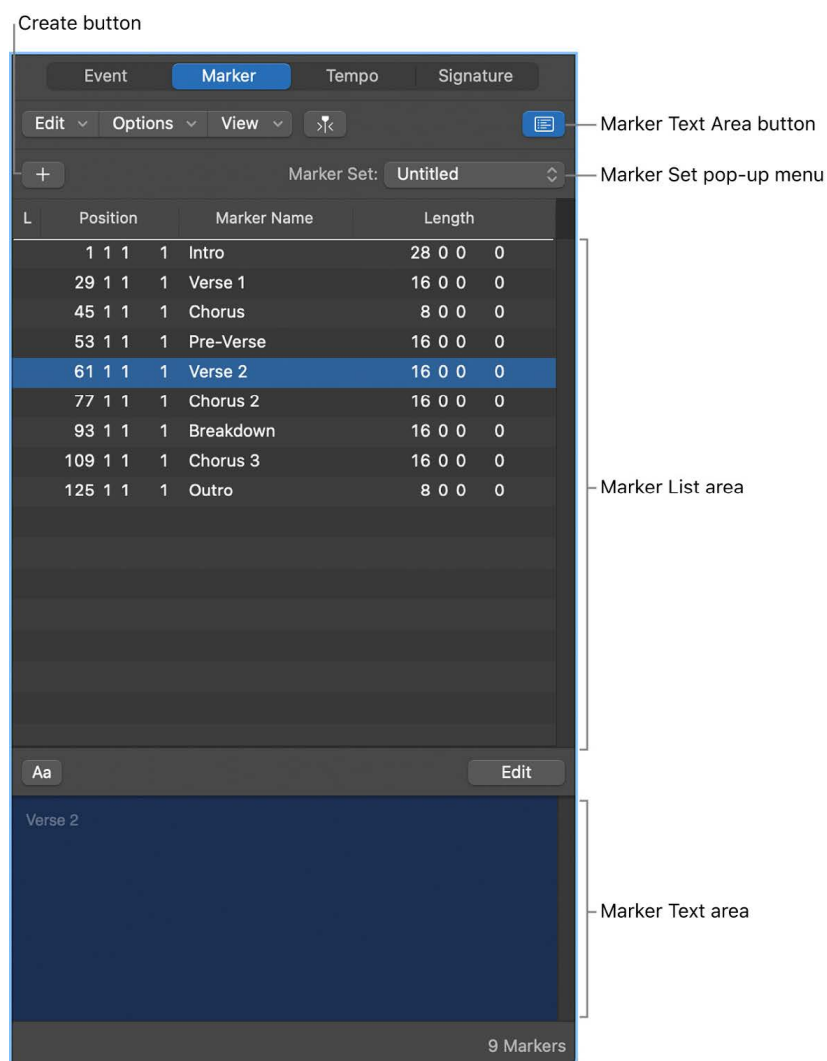 Create button
Event Marker Tempo Signature
Edit Options View
Marker Text Area button
+ Marker Set: Untitled
Marker Set pop-up menu
L Position Marker Name Length
1 1 1 1 Intro 28 0 0 0
29 1 1 1 Verse 1 16 0 0 0
45 1 1 1 Chorus 8 0 0 0
53 1 1 1 Pre-Verse 16 0 0 0
61 1 1 1 Verse 2 16 0 0 0
77 1 1 1 Chorus 2 16 0 0 0
93 1 1 1 Breakdown 16 0 0 0
109 1 1 1 Chorus 3 16 0 0 0
125 1 1 1 Outro 8 0 0 0
Marker List area
Aa Edit
Verse 2
Marker Text area
9 Markers